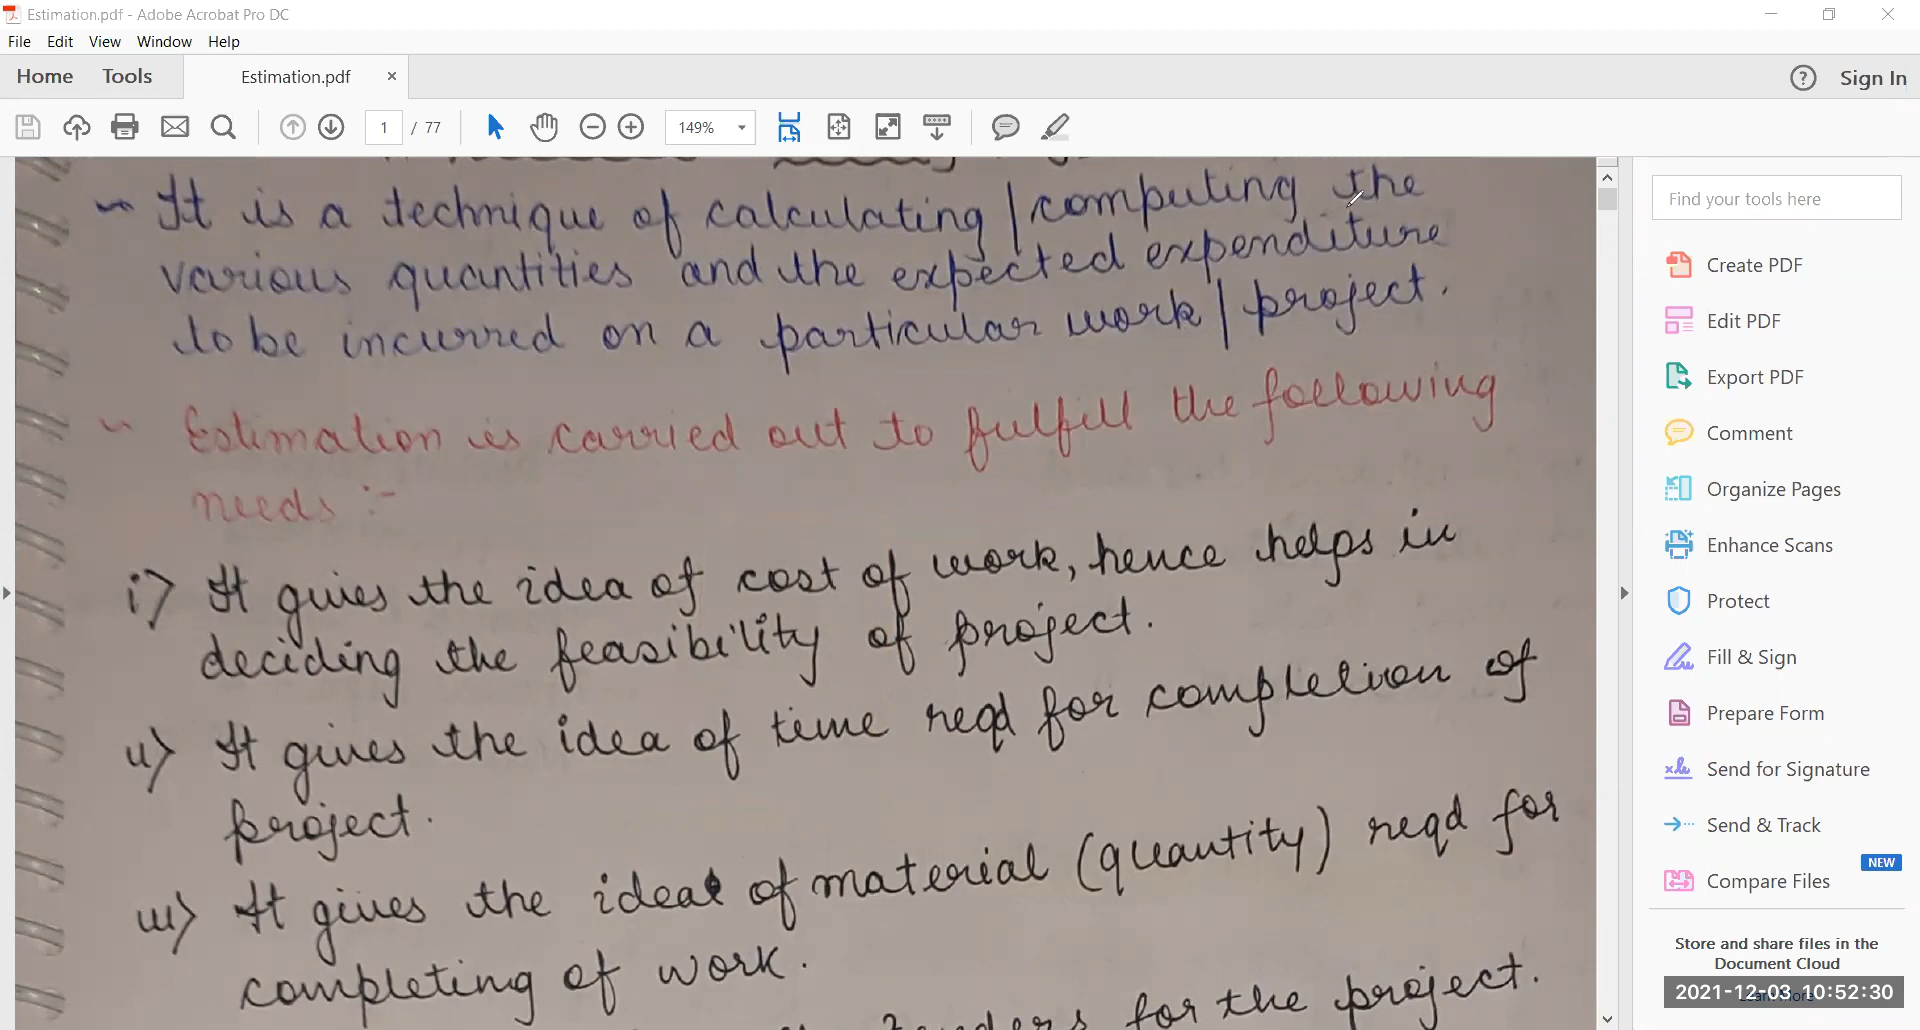 Estimation.pdf - Adobe Acrobat Pro DC
File Edit View Window Help
Home Tools Estimation.pdf Sign In
1 / 77 149%
It is a technique of calculating / computing the
various quantities and the expected expenditure
to be incurred on a particular work / project.
Estimation is carried out to fulfill the following
needs :-
i) It gives the idea of cost of work, hence helps in
deciding the feasibility of project.
ii) It gives the idea of time reqd for completion of
project.
iii) It gives the idea of material (quantity) reqd for
completing of work.
for the project.
Find your tools here
Create PDF
Edit PDF
Export PDF
Comment
Organize Pages
Enhance Scans
Protect
Fill & Sign
Prepare Form
Send for Signature
Send & Track
NEW
Compare Files
Store and share files in the
Document Cloud
2021-12-03 10:52:30